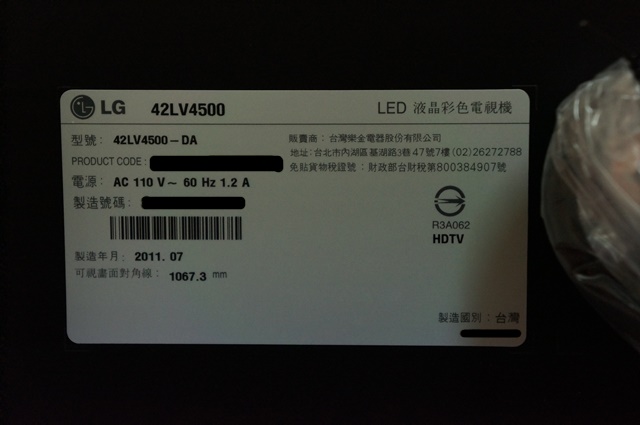 LG 42LV4500 LED 液晶彩色電視機
型號: 42LV4500-DA
販賣商: 台灣樂金電器股份有限公司
PRODUCT CODE:
地址: 台北市內湖區基湖路3巷47號7樓 (02)26272788
電源: AC 110 V~ 60 Hz 1.2 A
免貼貨物稅證號: 財政部台財稅第800384907號
製造號碼:
R3A062
HDTV
製造年月: 2011. 07
可視畫面對角線: 1067.3 mm
製造國別: 台灣